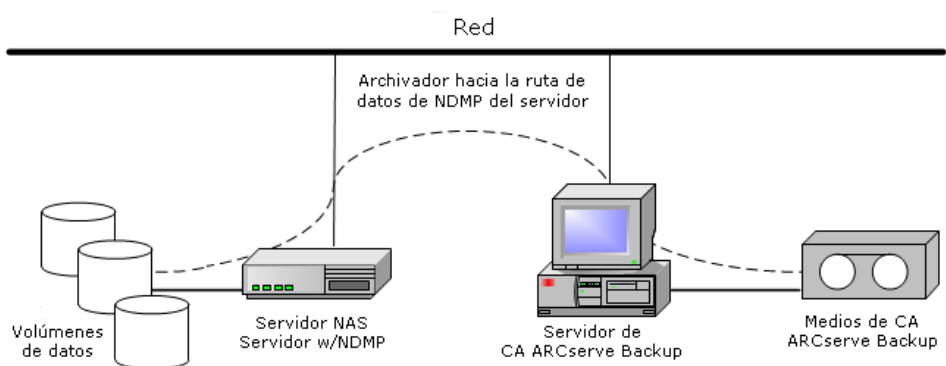 Red
Archivador hacia la ruta de
datos de NDMP del servidor
Volúmenes
de datos
Servidor NAS
Servidor w/NDMP
Servidor de
CA ARCserve Backup
Medios de CA
ARCserve Backup